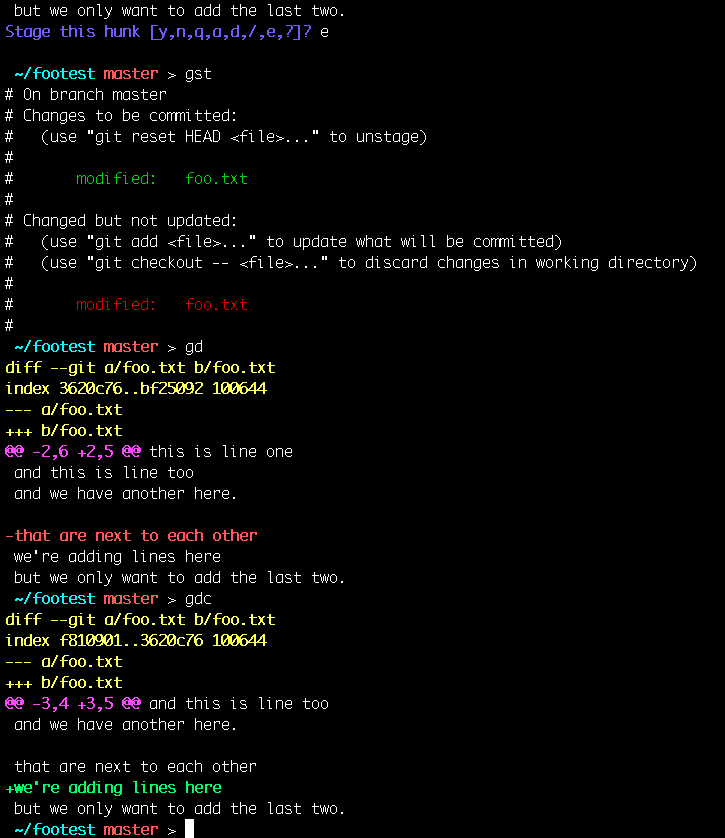 but we only want to add the last two.
Stage this hunk [y,n,q,a,d,/,e,?]? e
~/footest master > gst
# On branch master
# Changes to be committed:
#   (use "git reset HEAD <file>..." to unstage)
#
#       modified:   foo.txt
#
# Changed but not updated:
#   (use "git add <file>..." to update what will be committed)
#   (use "git checkout -- <file>..." to discard changes in working directory)
#
#       modified:   foo.txt
#
~/footest master > gd
diff --git a/foo.txt b/foo.txt
index 3620c76..bf25092 100644
--- a/foo.txt
+++ b/foo.txt
@@ -2,6 +2,5 @@ this is line one
 and this is line too
 and we have another here.
-that are next to each other
 we're adding lines here
 but we only want to add the last two.
~/footest master > gdc
diff --git a/foo.txt b/foo.txt
index f810901..3620c76 100644
--- a/foo.txt
+++ b/foo.txt
@@ -3,4 +3,5 @@ and this is line too
 and we have another here.
 that are next to each other
+we're adding lines here
 but we only want to add the last two.
~/footest master >